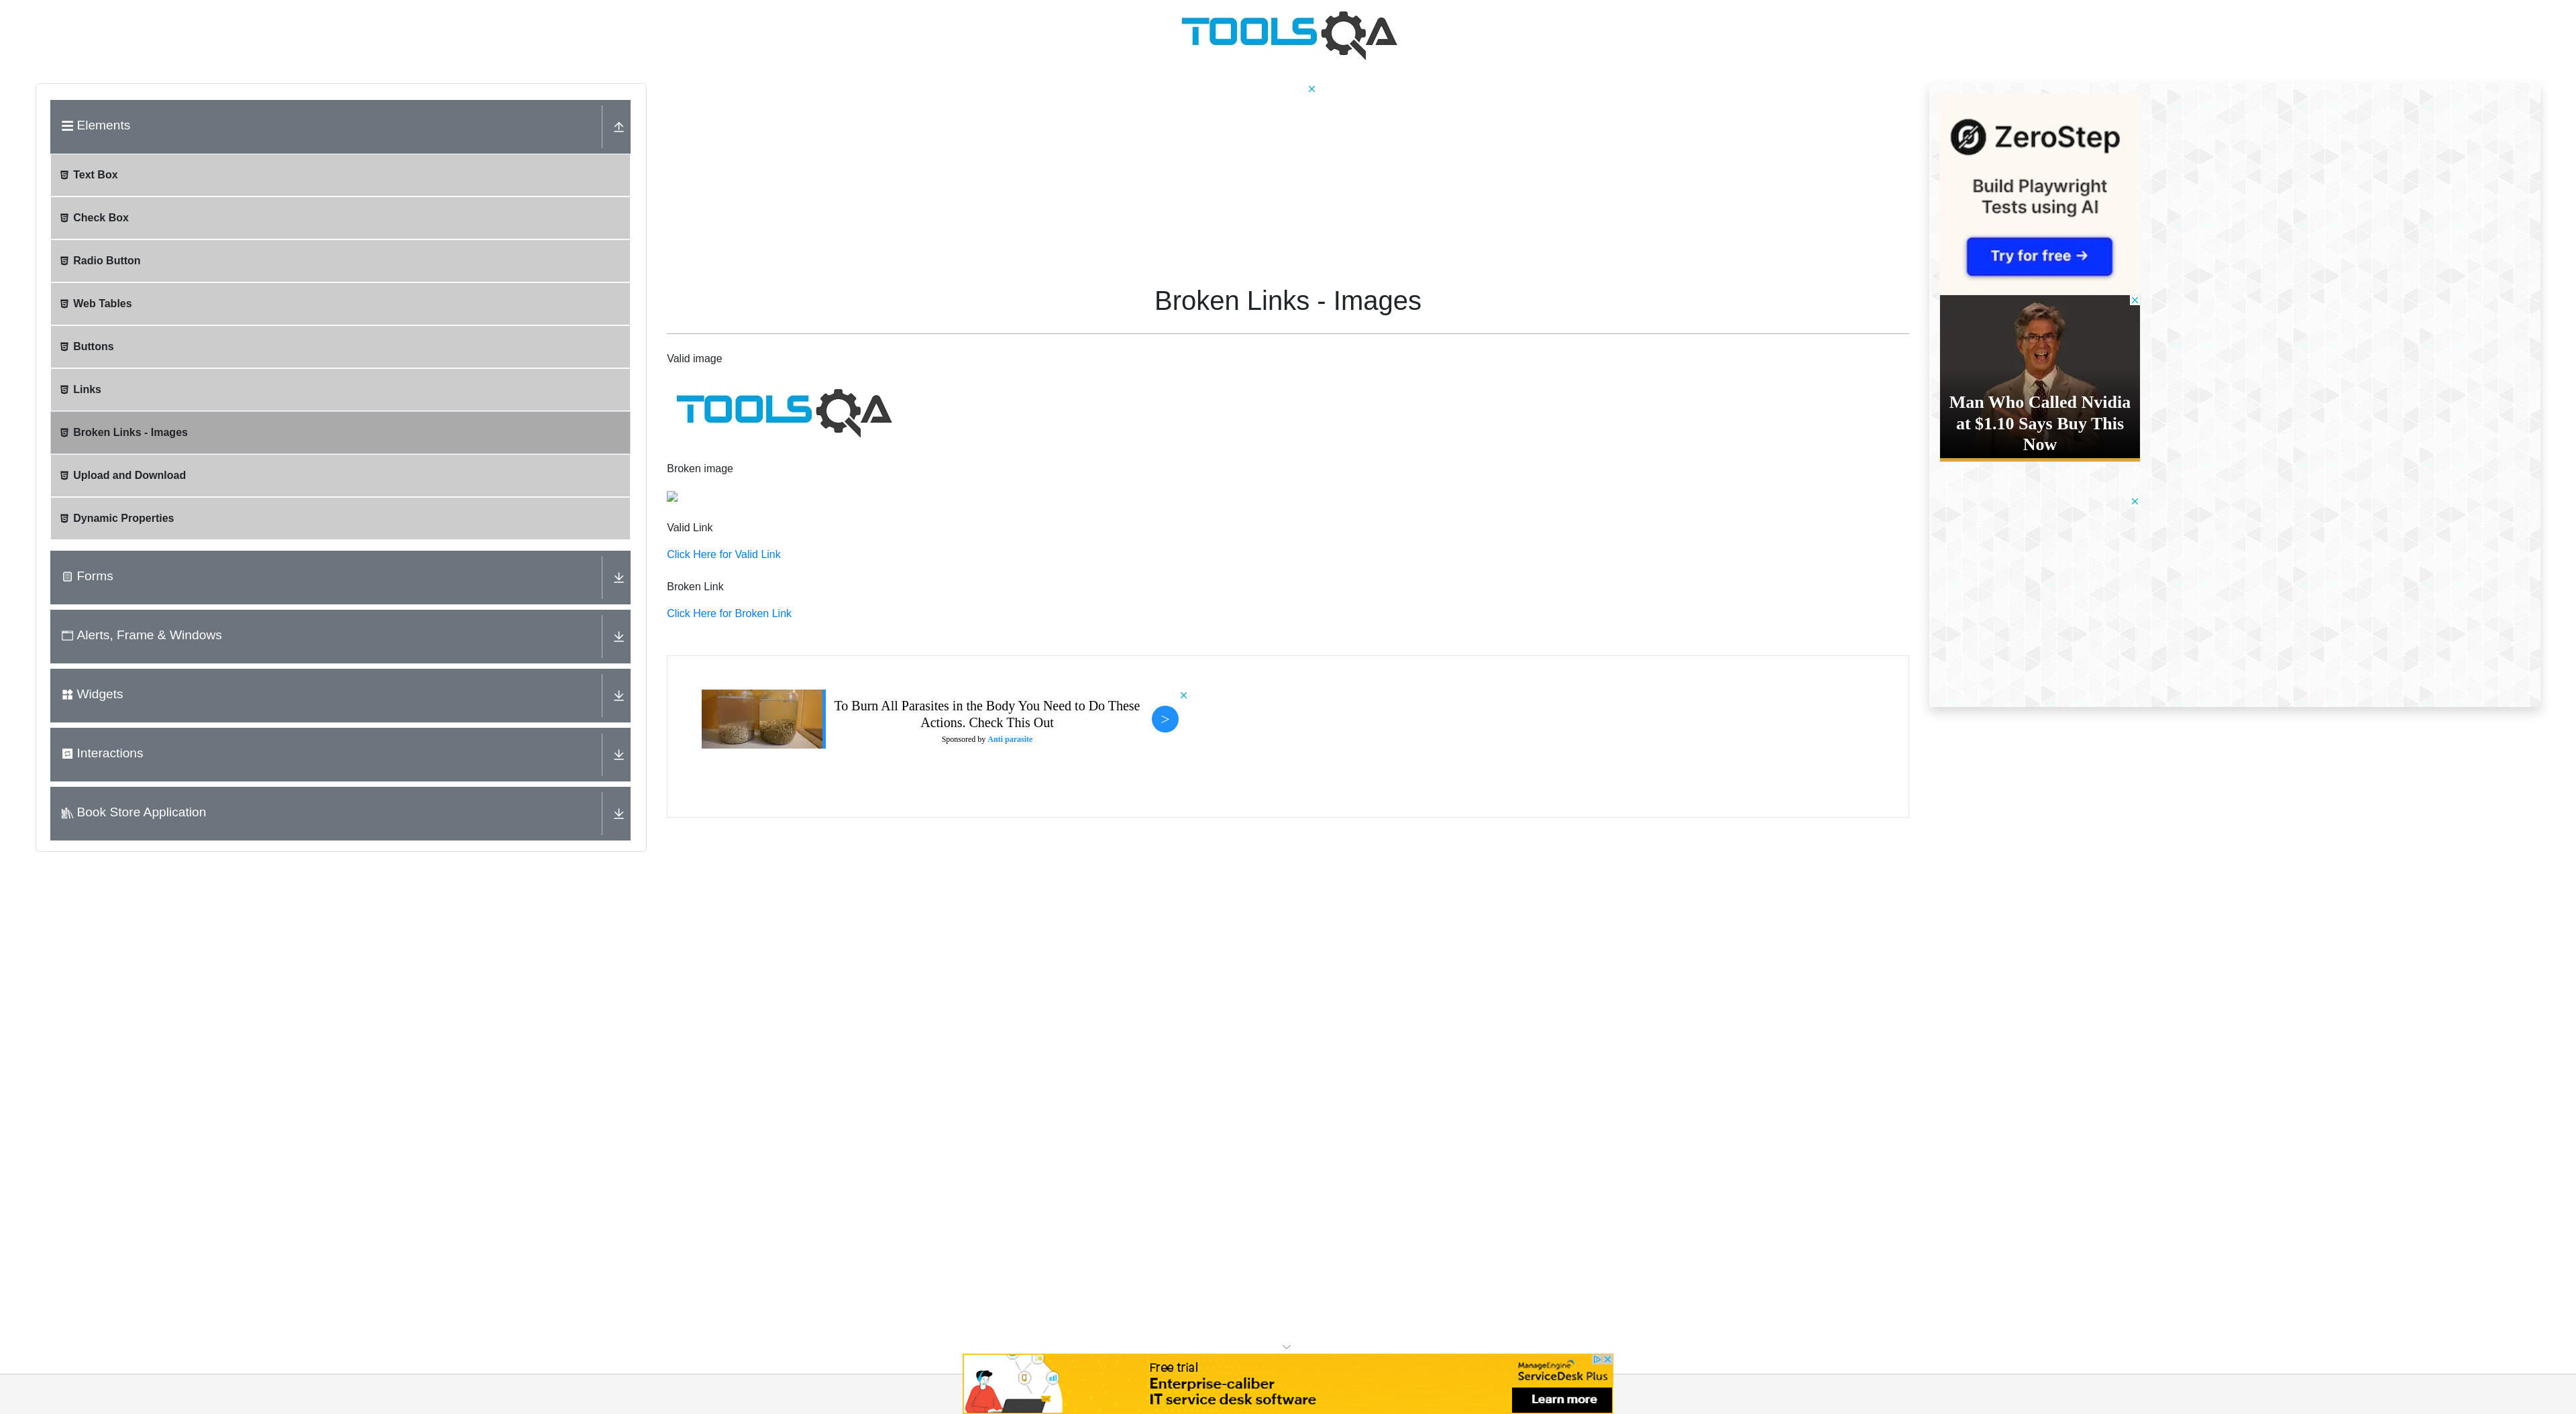 TOOLSQA
Elements
Text Box
Check Box
Radio Button
Web Tables
Buttons
Links
Broken Links - Images
Upload and Download
Dynamic Properties
Forms
Alerts, Frame & Windows
Widgets
Interactions
Book Store Application
Broken Links - Images
Valid image
TOOLSQA
Broken image
Valid Link
Click Here for Valid Link
Broken Link
Click Here for Broken Link
To Burn All Parasites in the Body You Need to Do These
Actions. Check This Out
Sponsored by Anti parasite
>
ZeroStep
Build Playwright
Tests using AI
Try for free →
Man Who Called Nvidia
at $1.10 Says Buy This
Now
Free trial
Enterprise-caliber
IT service desk software
ManageEngine
ServiceDesk Plus
Learn more